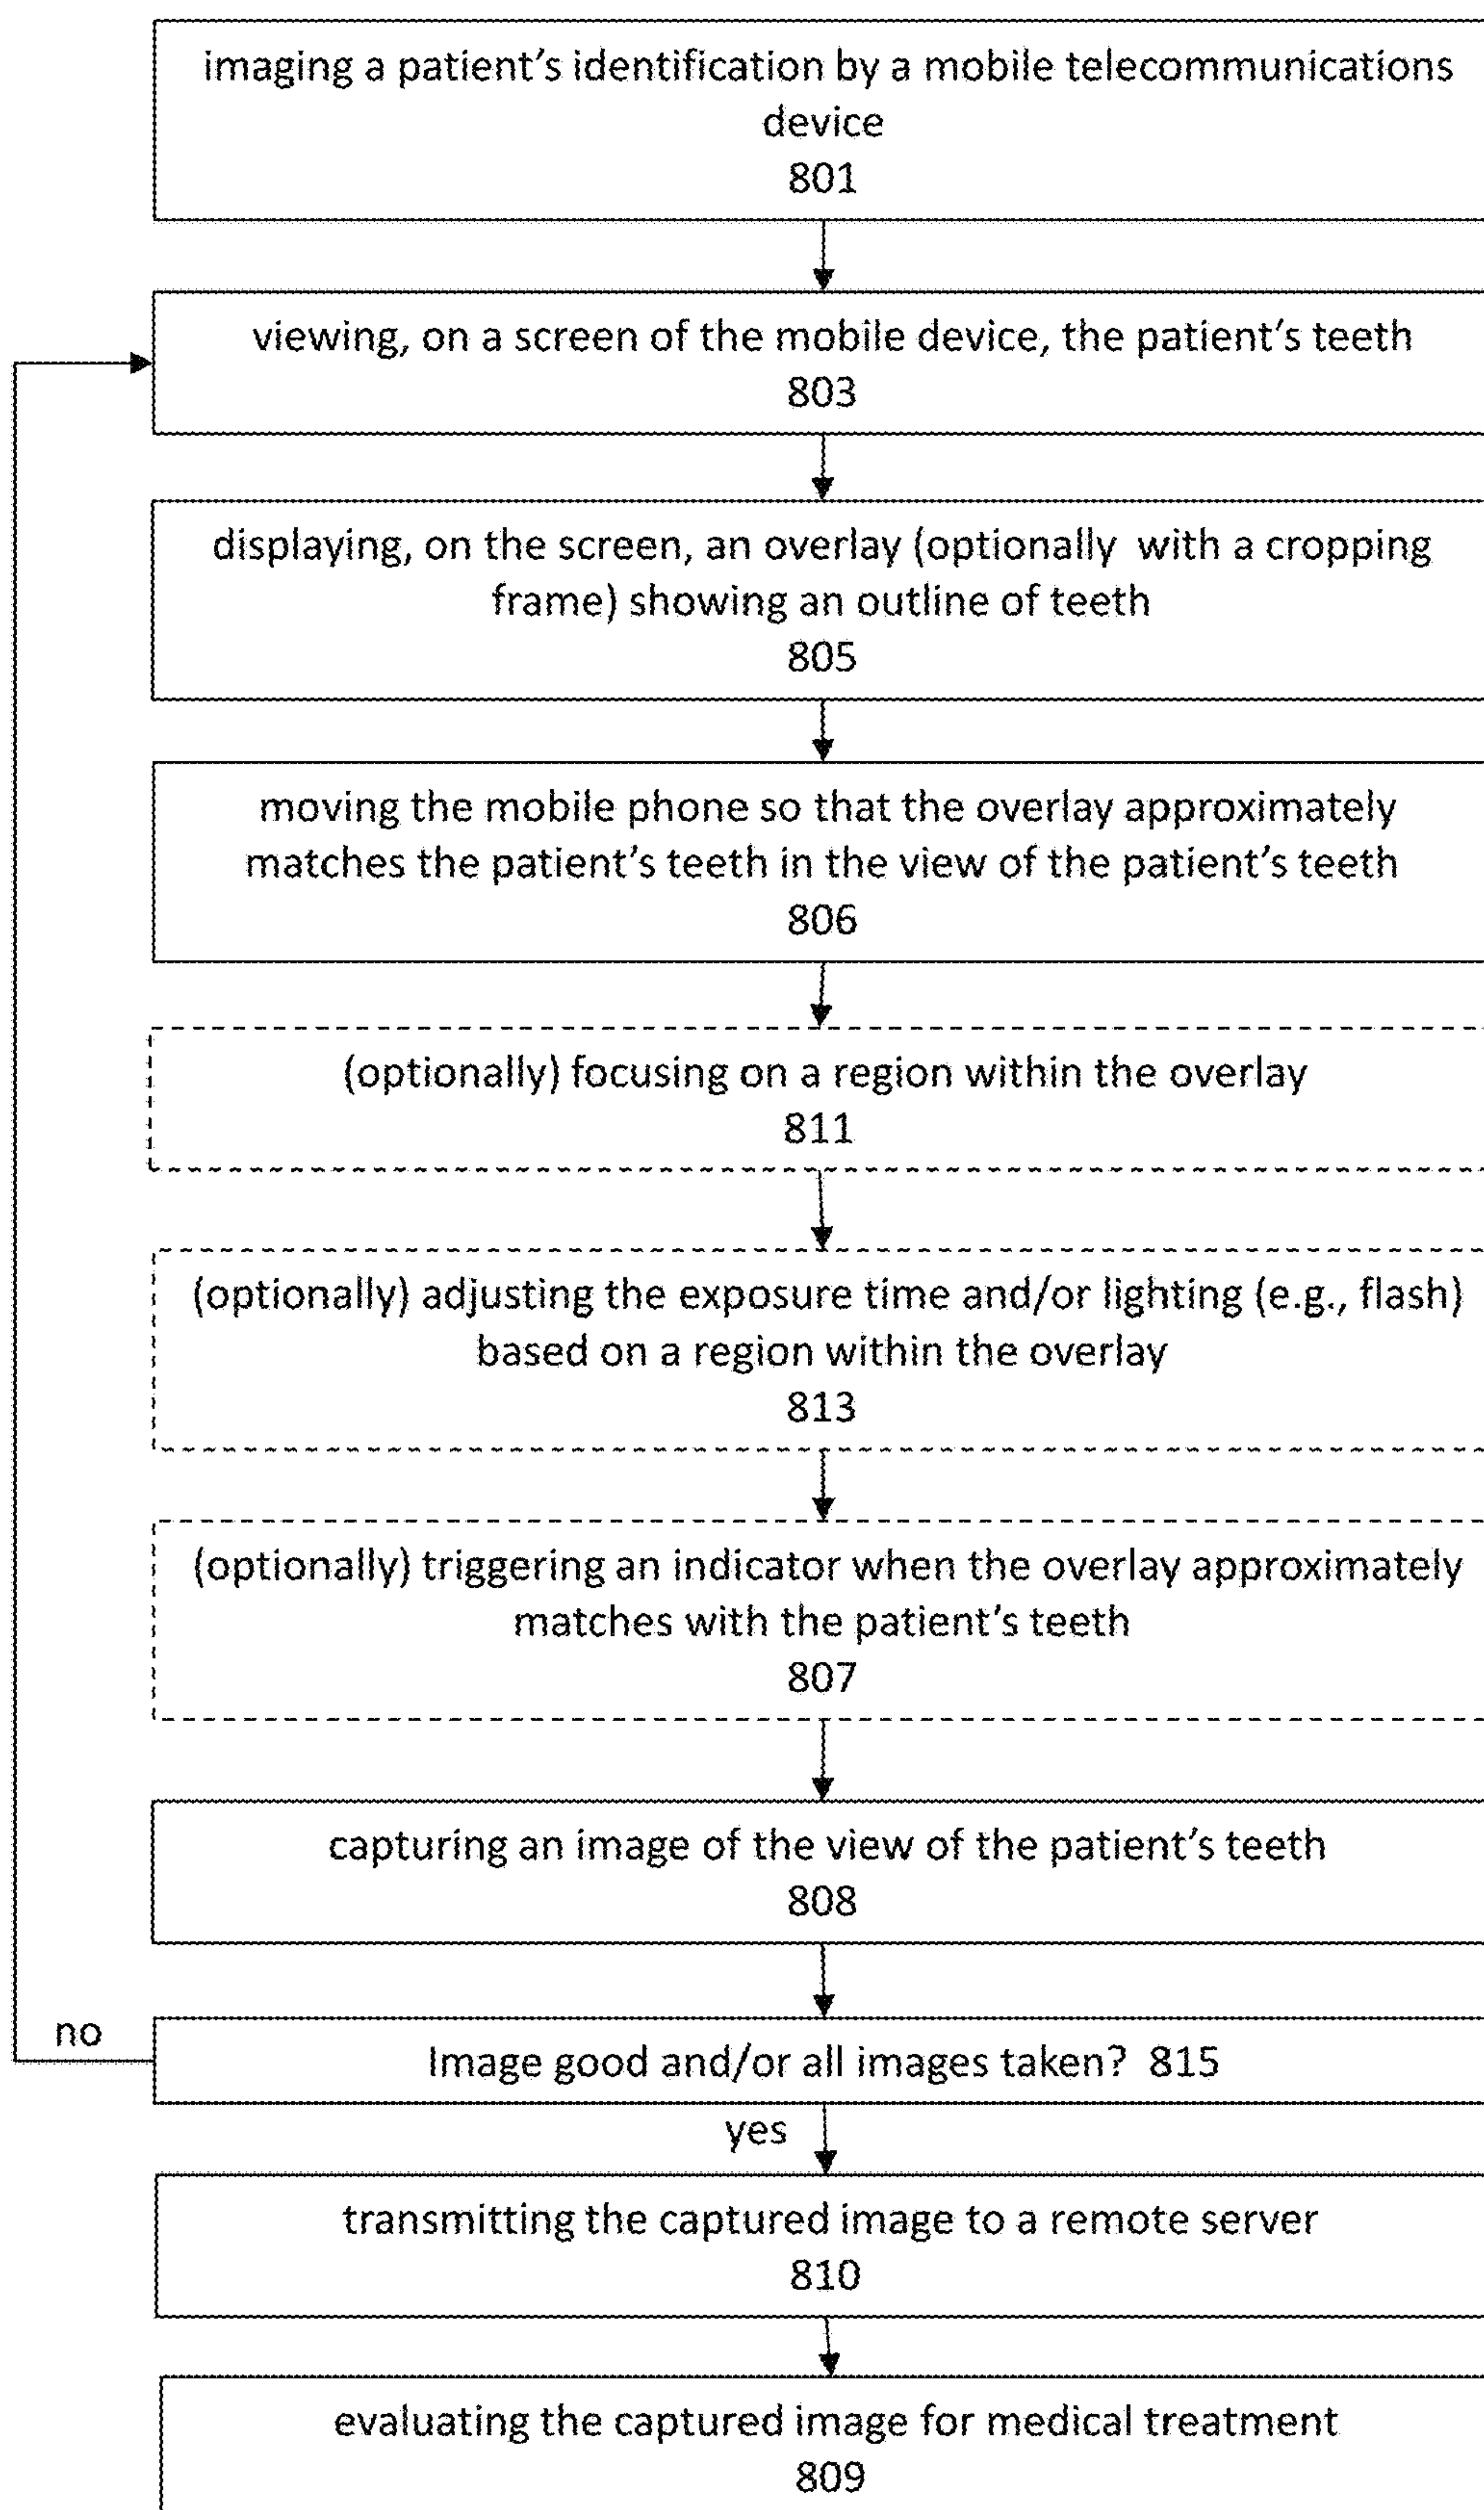 imaging a patient's identification by a mobile telecommunications
device
801
viewing, on a screen of the mobile device, the patient's teeth
803
displaying, on the screen, an overlay (optionally with a cropping
frame) showing an outline of teeth
805
moving the mobile phone so that the overlay approximately
matches the patient's teeth in the view of the patient's teeth
806
(optionally) focusing on a region within the overlay
811
(optionally) adjusting the exposure time and/or lighting (e.g., flash)
based on a region within the overlay
813
(optionally) triggering an indicator when the overlay approximately
matches with the patient's teeth
807
capturing an image of the view of the patient's teeth
808
no
Image good and/or all images taken? 815
yes
transmitting the captured image to a remote server
810
evaluating the captured image for medical treatment
809